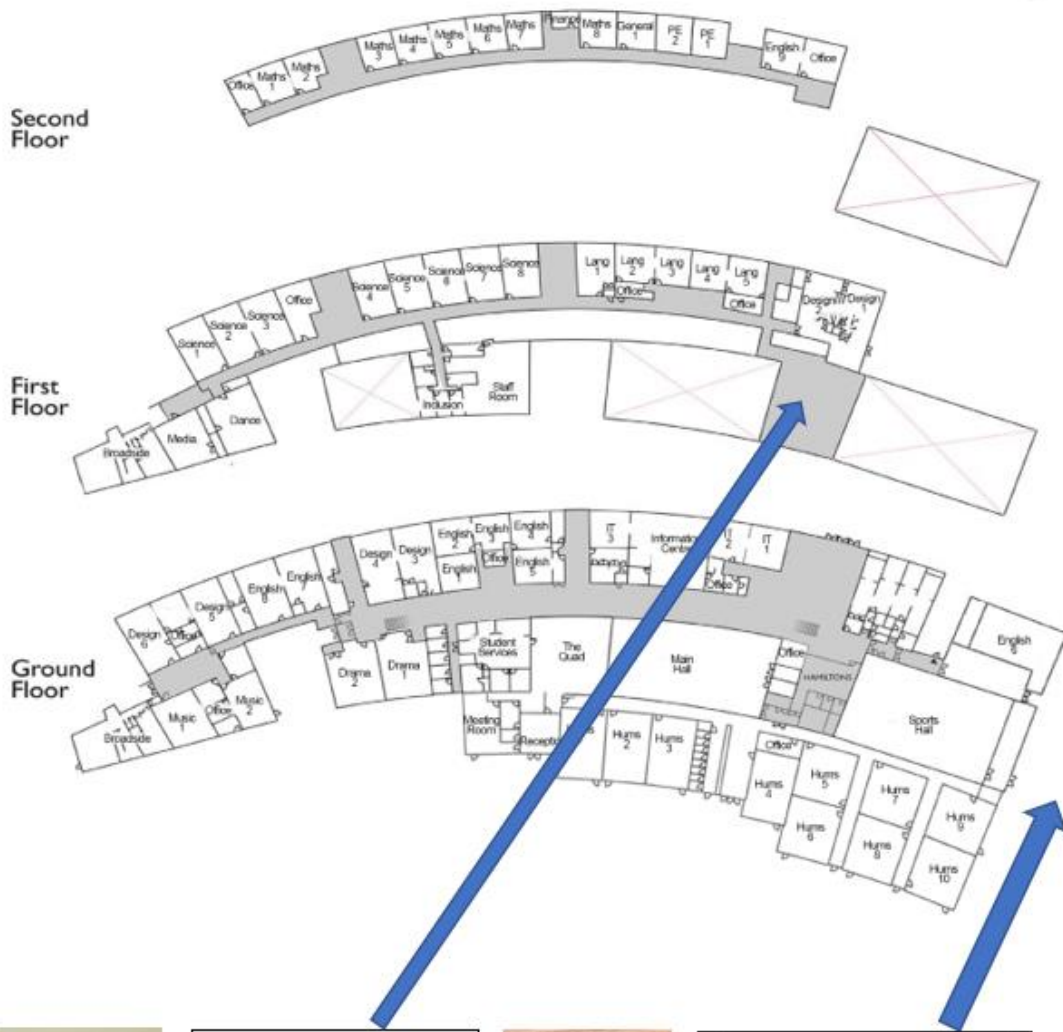 Second
Floor
Office
Maths
1
Maths
2
Maths
3
Maths
4
Maths
5
Maths
6
Maths
7
Finance
Maths
8
General
1
PE
2
PE
1
English
9
Office
First
Floor
Science
1
Science
2
Science
3
Office
Science
4
Science
5
Science
6
Science
7
Science
8
Lang
1
Lang
2
Lang
3
Lang
4
Lang
5
Office
Office
Design
2
Design
1
Broadside
Media
Dance
Inclusion
Staff
Room
Ground
Floor
Design
6
Office
Design
5
English
English
7
Design
4
Design
3
English
2
English
1
English
3
Office
English
4
English
5
IT
3
Information
Centre
IT
2
IT
1
Office
English
8
Broadside
Music
1
Office
Music
2
Drama
2
Drama
1
Student
Services
The
Quad
Main
Hall
Office
HAMILTONS
Sports
Hall
Meeting
Room
Hums
2
Hums
3
Office
Hums
4
Hums
5
Hums
6
Hums
7
Hums
8
Hums
9
Hums
10